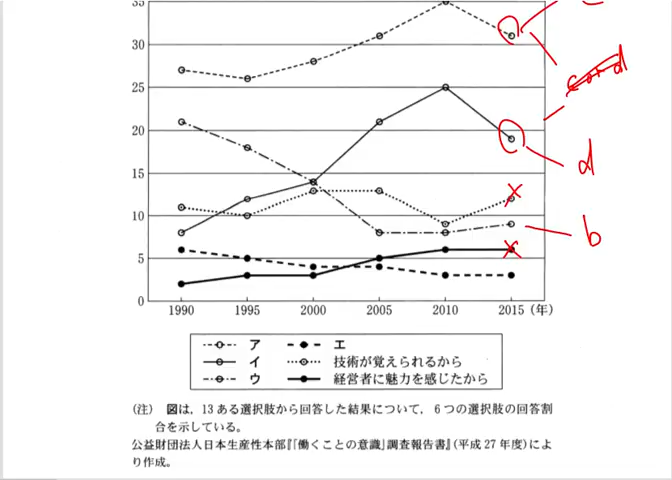 35
30
25
20
15
10
5
0
1990 1995 2000 2005 2010 2015 (年)
d
b
ア エ
イ 技術が覚えられるから
ウ 経営者に魅力を感じたから
(注) 図は，13ある選択肢から回答した結果について，6つの選択肢の回答割
合を示している。
公益財団法人日本生産性本部『「働くことの意識」調査報告書』(平成27年度)によ
り作成。